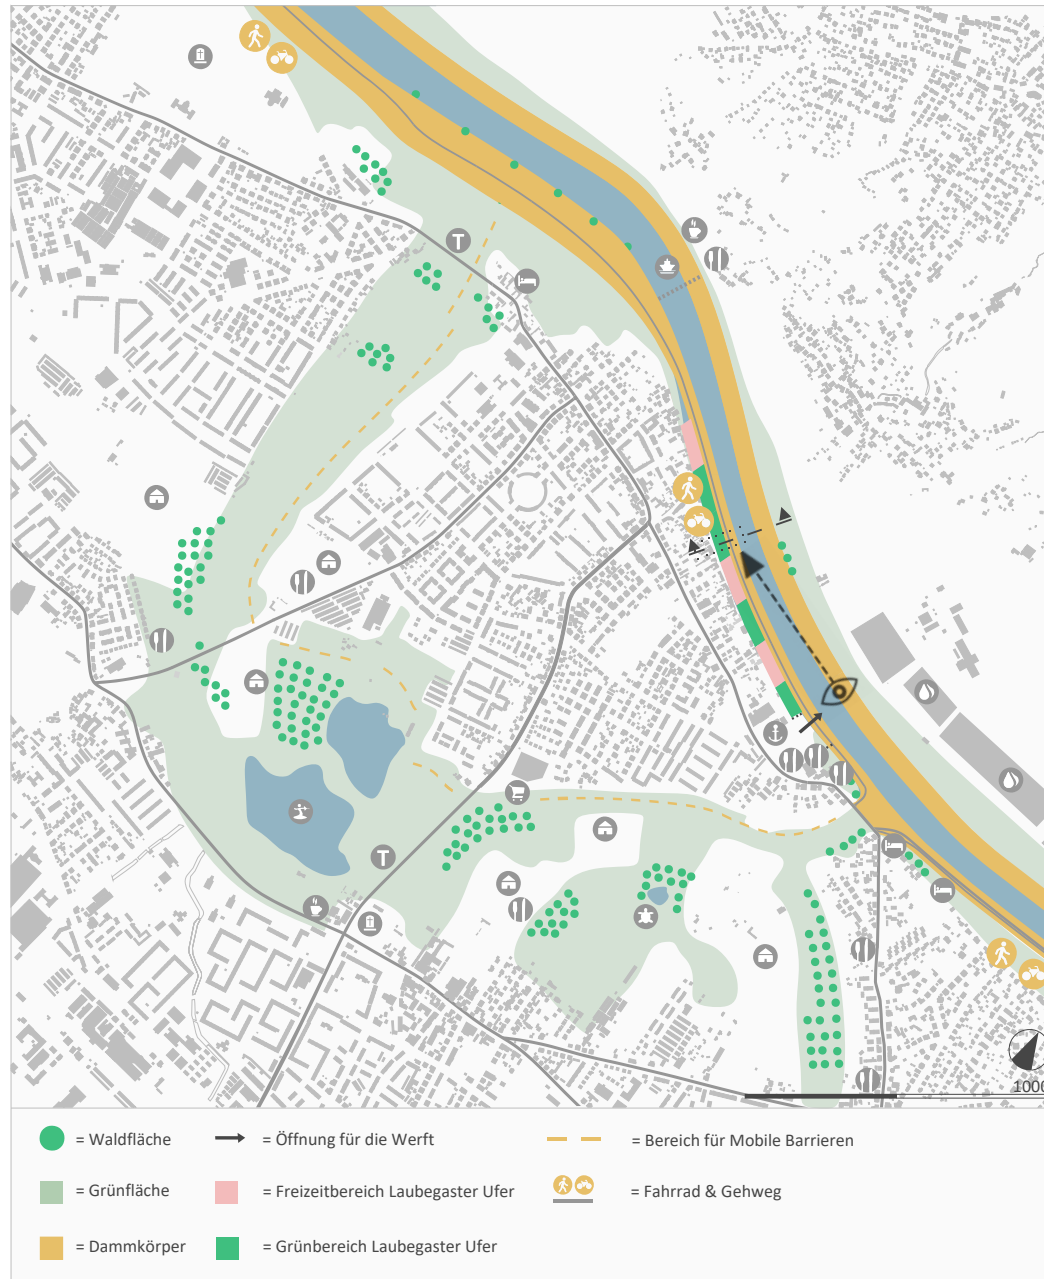 T
T
1000
= Waldfläche
= Öffnung für die Werft
= Bereich für Mobile Barrieren
= Grünfläche
= Freizeitbereich Laubegaster Ufer
= Fahrrad & Gehweg
= Dammkörper
= Grünbereich Laubegaster Ufer